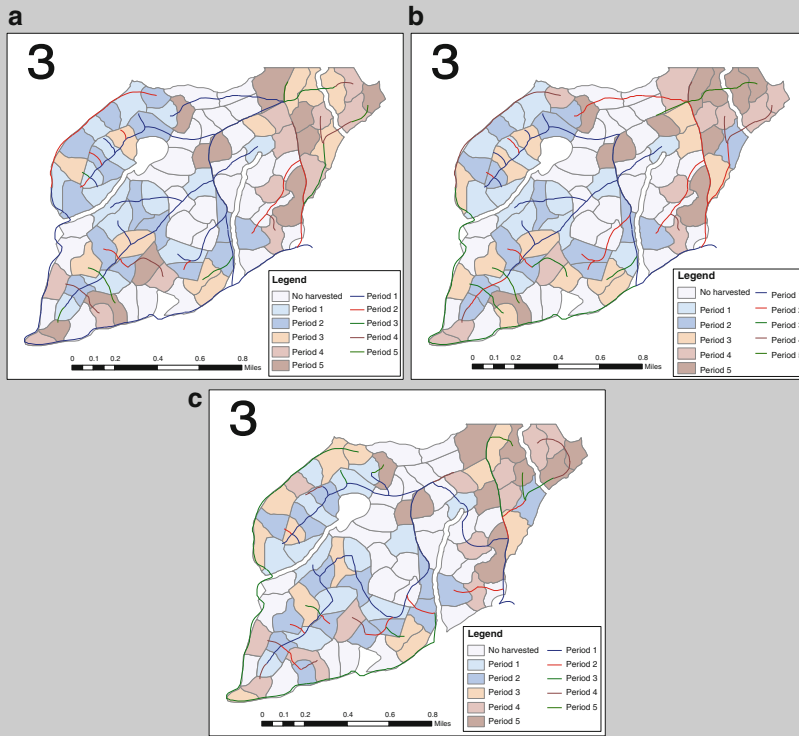 a
3
Legend
No harvested
Period 1
Period 2
Period 3
Period 4
Period 5
Period 1
Period 2
Period 3
Period 4
Period 5
0 0.1 0.2 0.4 0.6 0.8
Miles
b
3
Legend
No harvested
Period 1
Period 2
Period 3
Period 4
Period 5
Period
Period
Period
Period
Period
0 0.1 0.2 0.4 0.6 0.8
Miles
c
3
Legend
No harvested
Period 1
Period 2
Period 3
Period 4
Period 5
Period 1
Period 2
Period 3
Period 4
Period 5
0 0.1 0.2 0.4 0.6 0.8
Miles